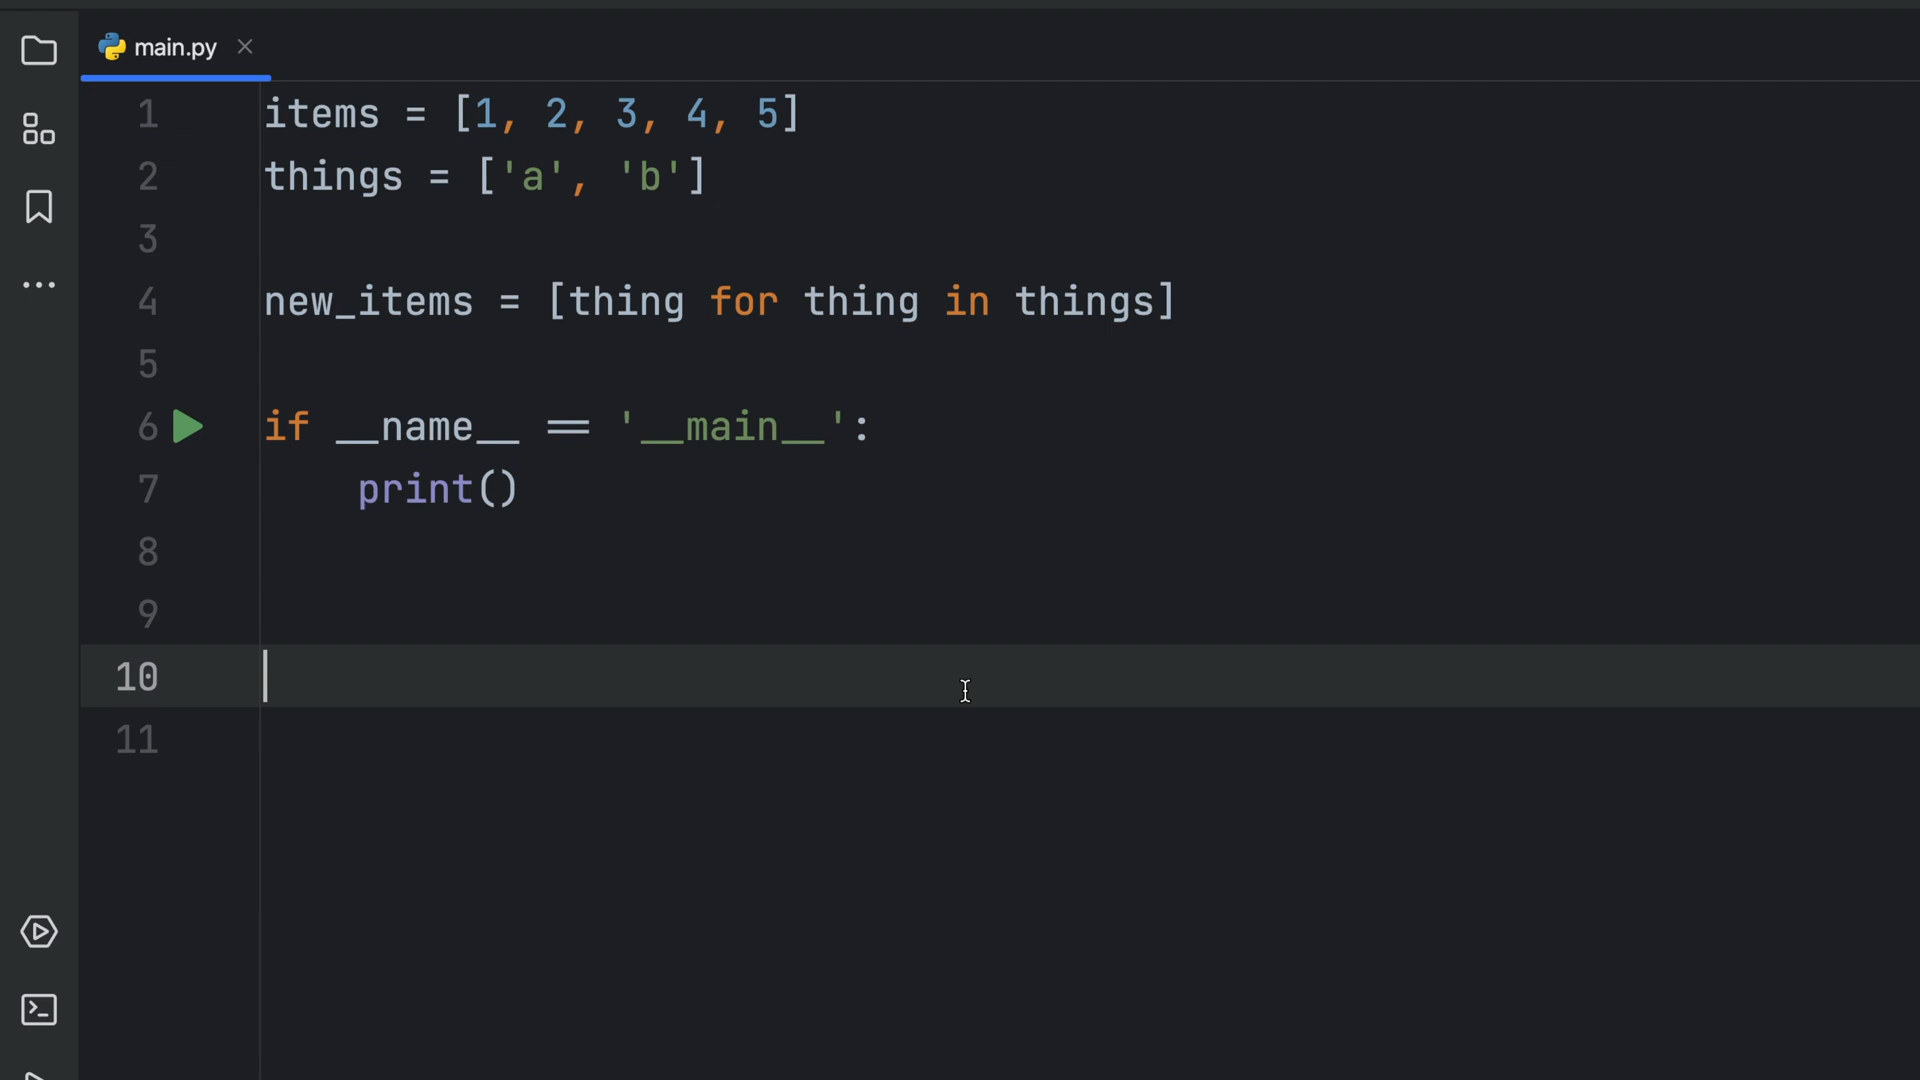 main.py
1 items = [1, 2, 3, 4, 5]
2 things = ['a', 'b']
3
4 new_items = [thing for thing in things]
5
6 if __name__ == '__main__':
7     print()
8
9
10
11